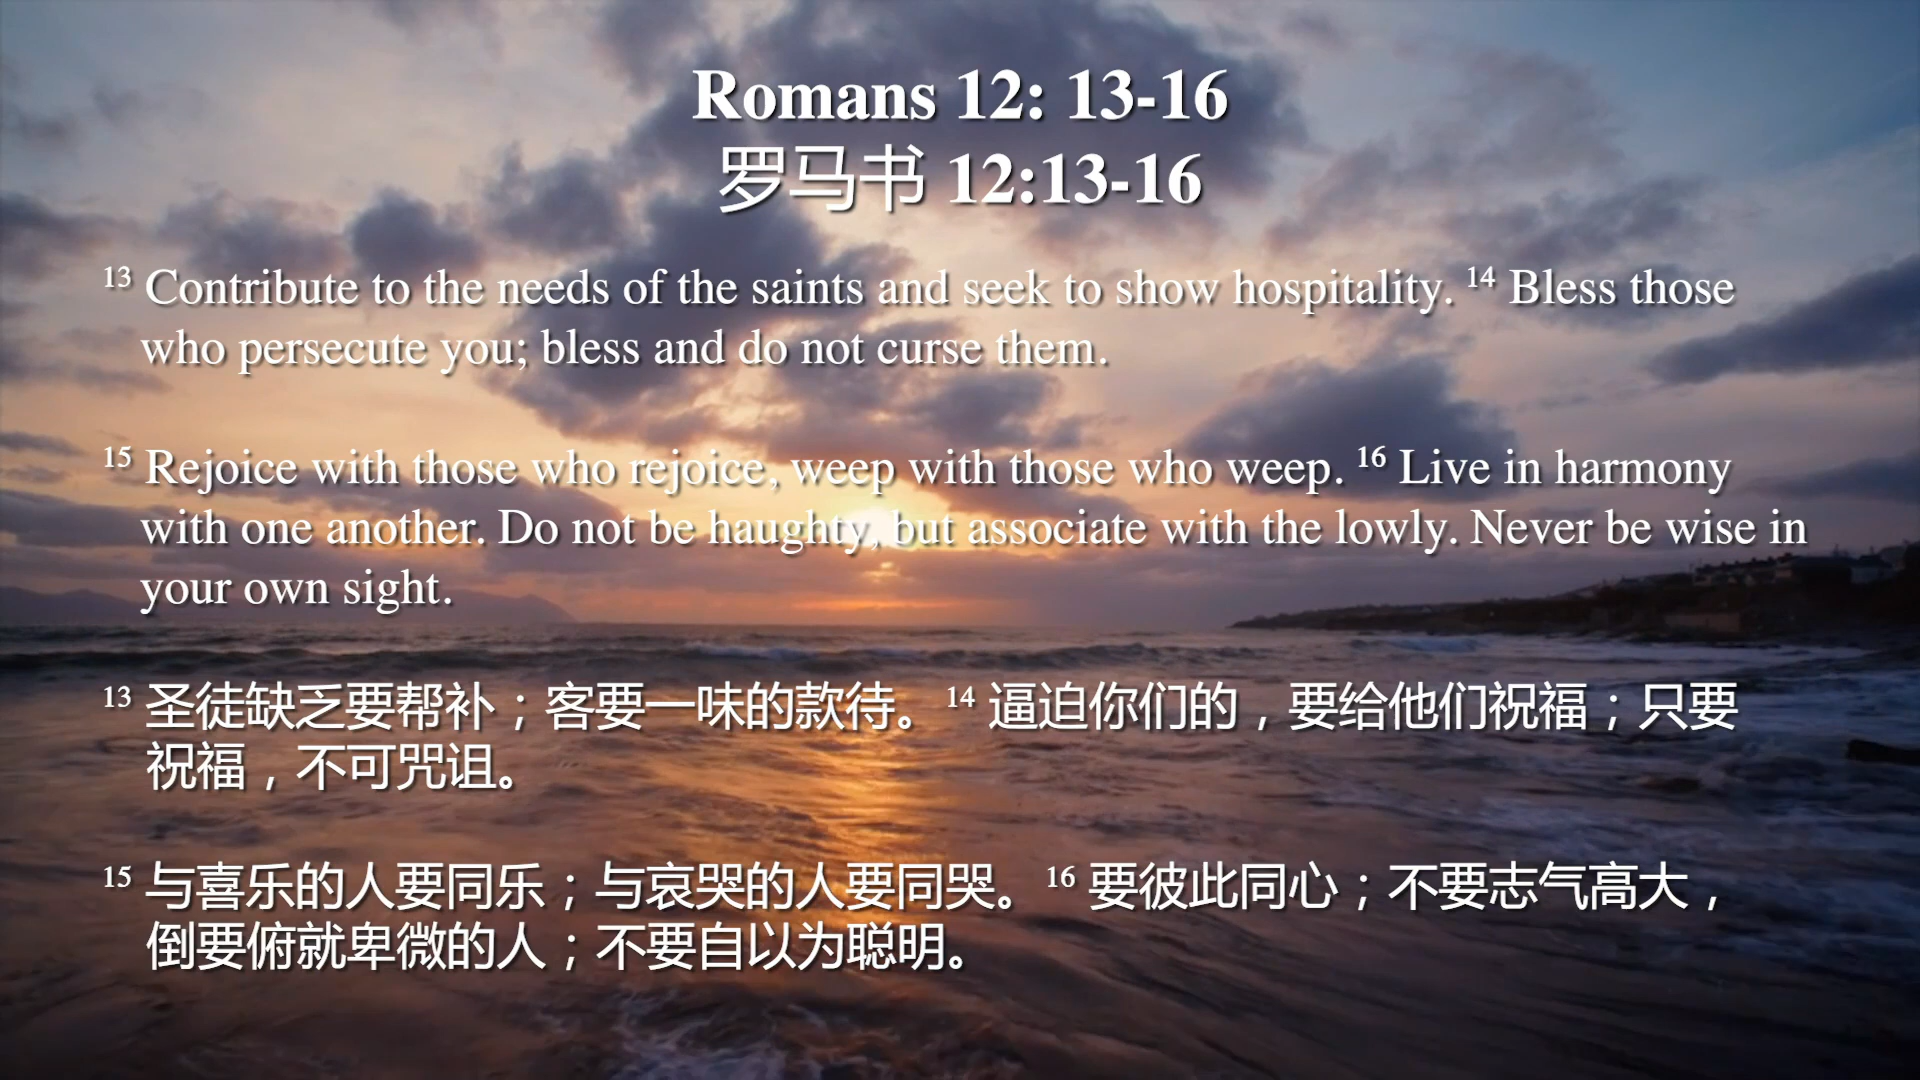 Romans 12: 13-16
罗马书 12:13-16
13 Contribute to the needs of the saints and seek to show hospitality. 14 Bless those
who persecute you; bless and do not curse them.
15 Rejoice with those who rejoice, weep with those who weep. 16 Live in harmony
with one another. Do not be haughty, but associate with the lowly. Never be wise in
your own sight.
13 圣徒缺乏要帮补；客要一味的款待。14 逼迫你们的，要给他们祝福；只要
祝福，不可咒诅。
15 与喜乐的人要同乐；与哀哭的人要同哭。16 要彼此同心；不要志气高大，
倒要俯就卑微的人；不要自以为聪明。